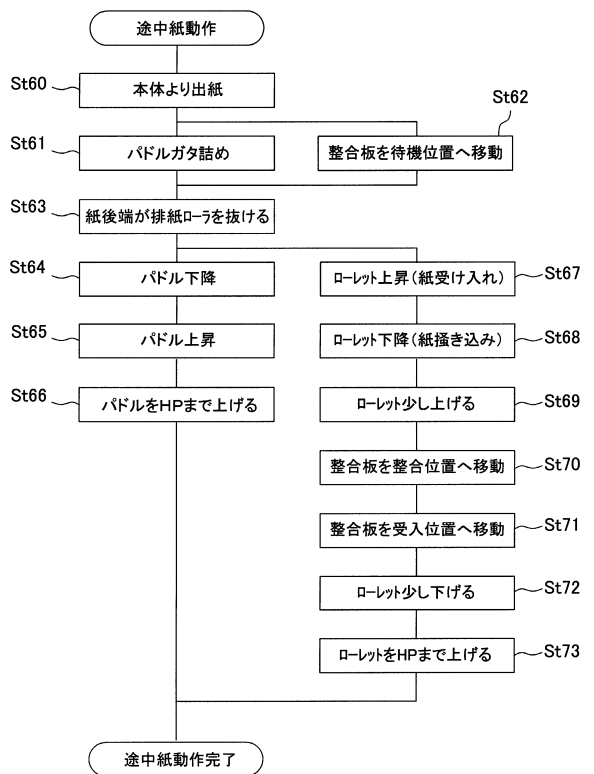 途中紙動作
St60
本体より出紙
St61
パドルガタ詰め
St62
整合板を待機位置へ移動
St63
紙後端が排紙ローラを抜ける
St64
パドル下降
St65
パドル上昇
St66
パドルをHPまで上げる
ローレット上昇(紙受け入れ)
St67
ローレット下降(紙掻き込み)
St68
ローレット少し上げる
St69
整合板を整合位置へ移動
St70
整合板を受入位置へ移動
St71
ローレット少し下げる
St72
ローレットをHPまで上げる
St73
途中紙動作完了